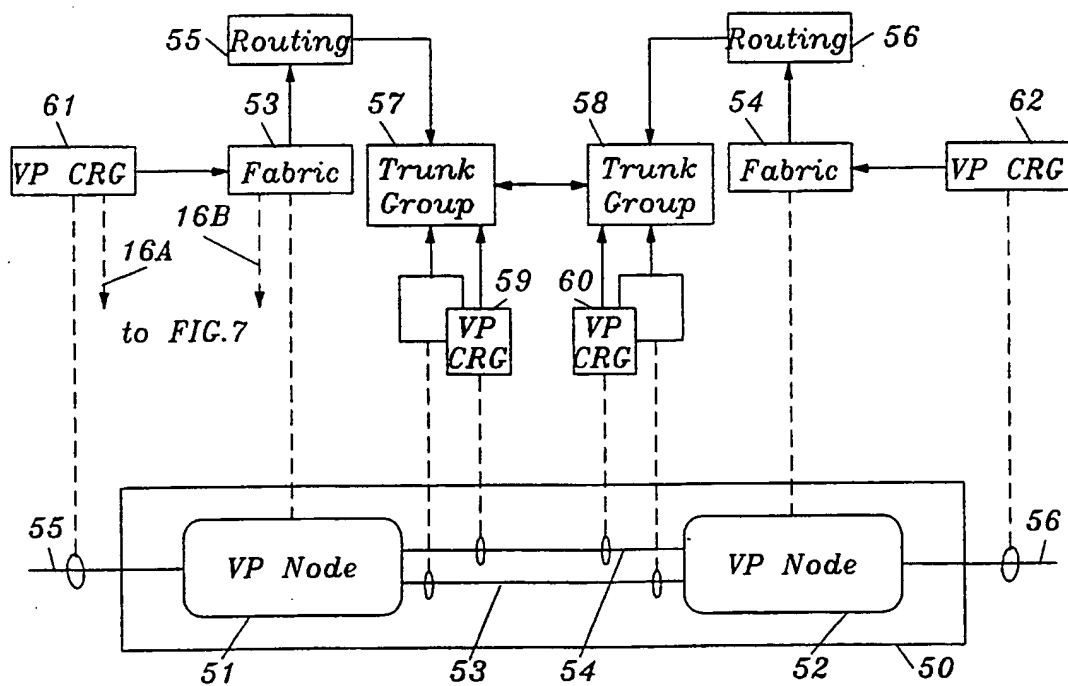 55
Routing
Routing
56
61
53
57
58
54
62
VP CRG
Fabric
Trunk
Group
Trunk
Group
Fabric
VP CRG
16A
16B
to FIG.7
59
VP
CRG
60
VP
CRG
55
VP Node
VP Node
56
51
53
54
52
50